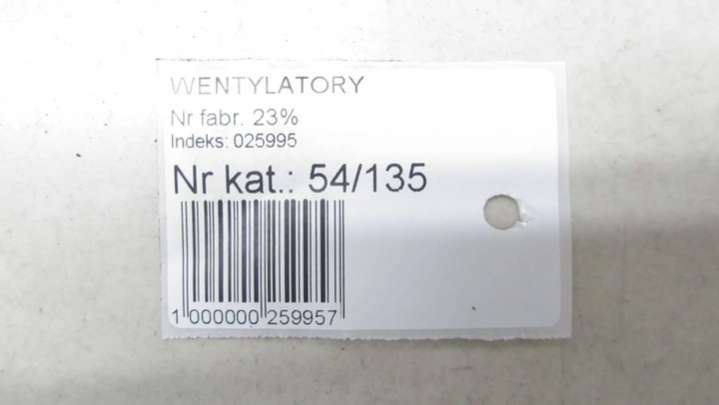 WENTYLATORY
Nr fabr. 23%
Indeks: 025995
Nr kat.: 54/135
1 000000 259957